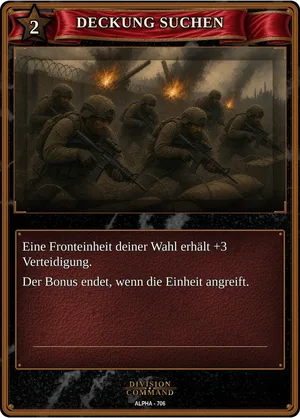 2
DECKUNG SUCHEN
Eine Fronteinheit deiner Wahl erhält +3
Verteidigung.
Der Bonus endet, wenn die Einheit angreift.
DIVISION
COMMAND
ALPHA - 706